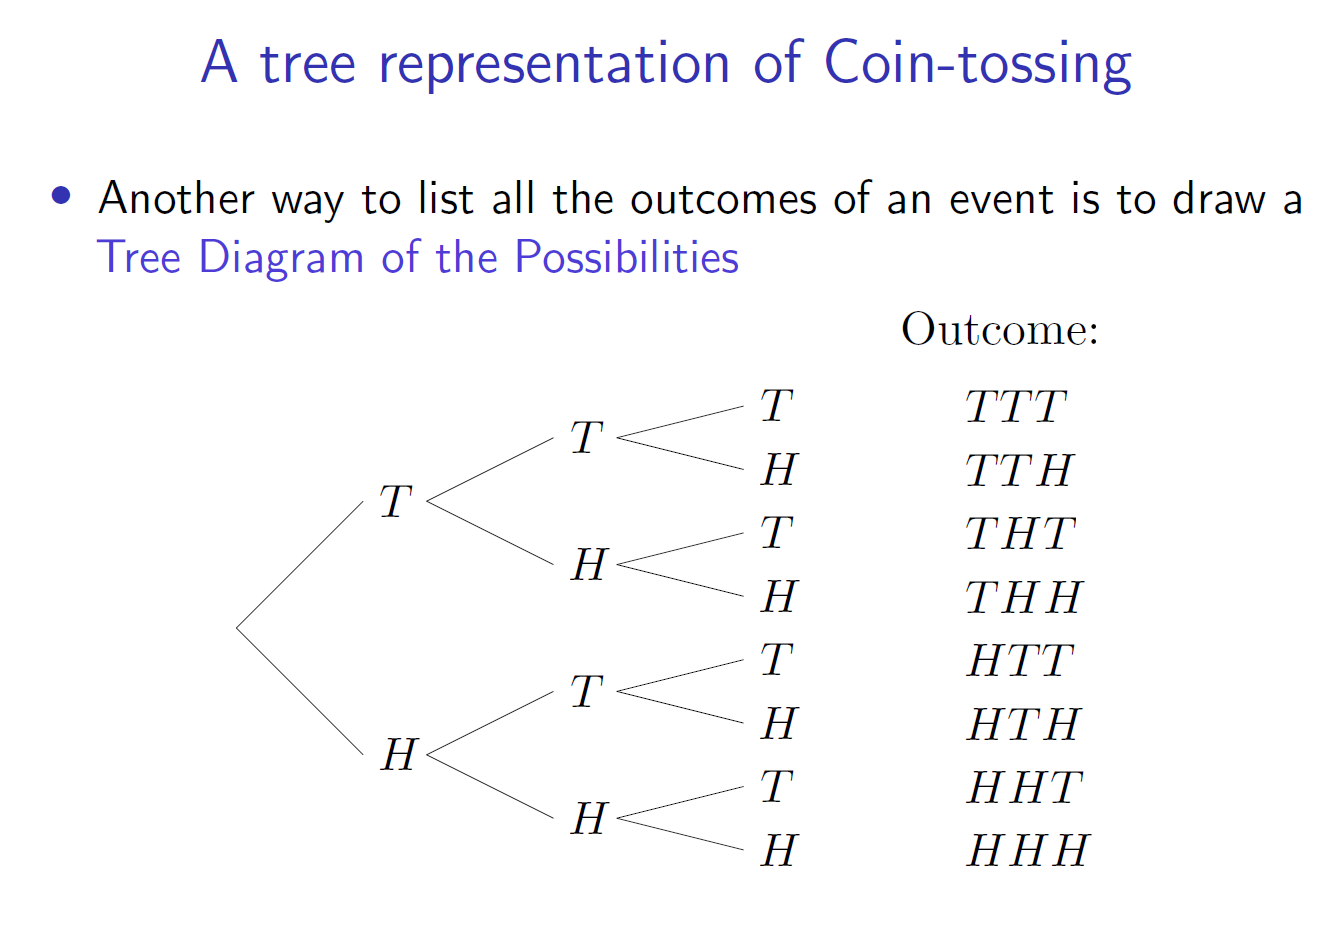 A tree representation of Coin-tossing
• Another way to list all the outcomes of an event is to draw a
Tree Diagram of the Possibilities
Outcome:
T TTT
T
H TTH
T
T THT
H
H THH
T HTT
T
H HTH
H
T HHT
H
H HHH